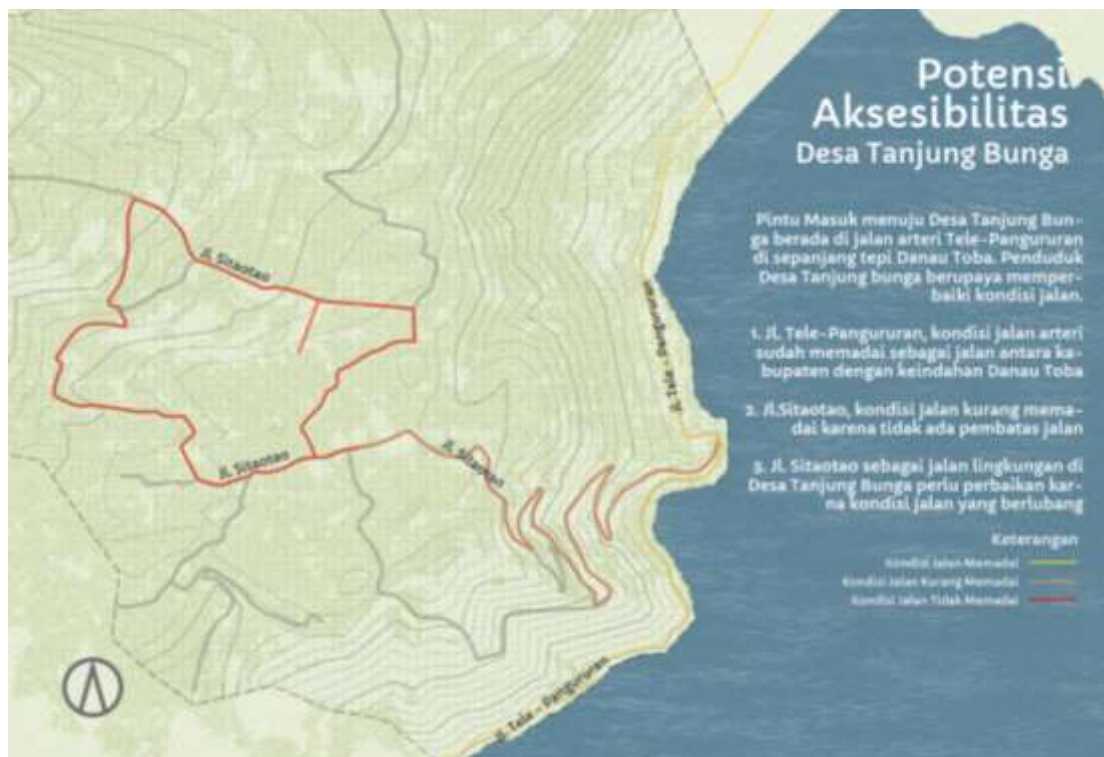 Potensi
Aksesibilitas
Desa Tanjung Bunga
Pintu Masuk menuju Desa Tanjung Bun-
ga berada di jalan arteri Tele-Pangururan
di sepanjang tepi Danau Toba. Penduduk
Desa Tanjung bunga berupaya memper-
baiki kondisi jalan.
1. Jl. Tele-Pangururan, kondisi jalan arteri
sudah memadai sebagai jalan antara ka-
bupaten dengan keindahan Danau Toba
2. Jl.Sitaotao, kondisi jalan kurang mema-
dai karena tidak ada pembatas jalan
3. Jl. Sitaotao sebagai jalan lingkungan di
Desa Tanjung Bunga perlu perbaikan kar-
na kondisi jalan yang berlubang
Keterangan
Kondisi Jalan Memadai
Kondisi Jalan Kurang Memadai
Kondisi Jalan Tidak Memadai
Jl. Sitaotao
Jl. Tele - Pangururan
Jl. Sitaotao
Jl. Sitaotao
Jl. Tele - Pangururan